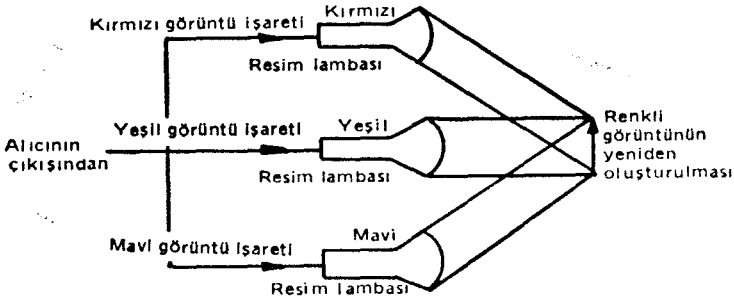 Kırmızı görüntü işareti
Kırmızı
Resim lambası
Alıcının
çıkışından
Yeşil görüntü işareti
Yeşil
Resim lambası
Renkli
görüntünün
yeniden
oluşturulması
Mavi görüntü işareti
Mavi
Resim lambası